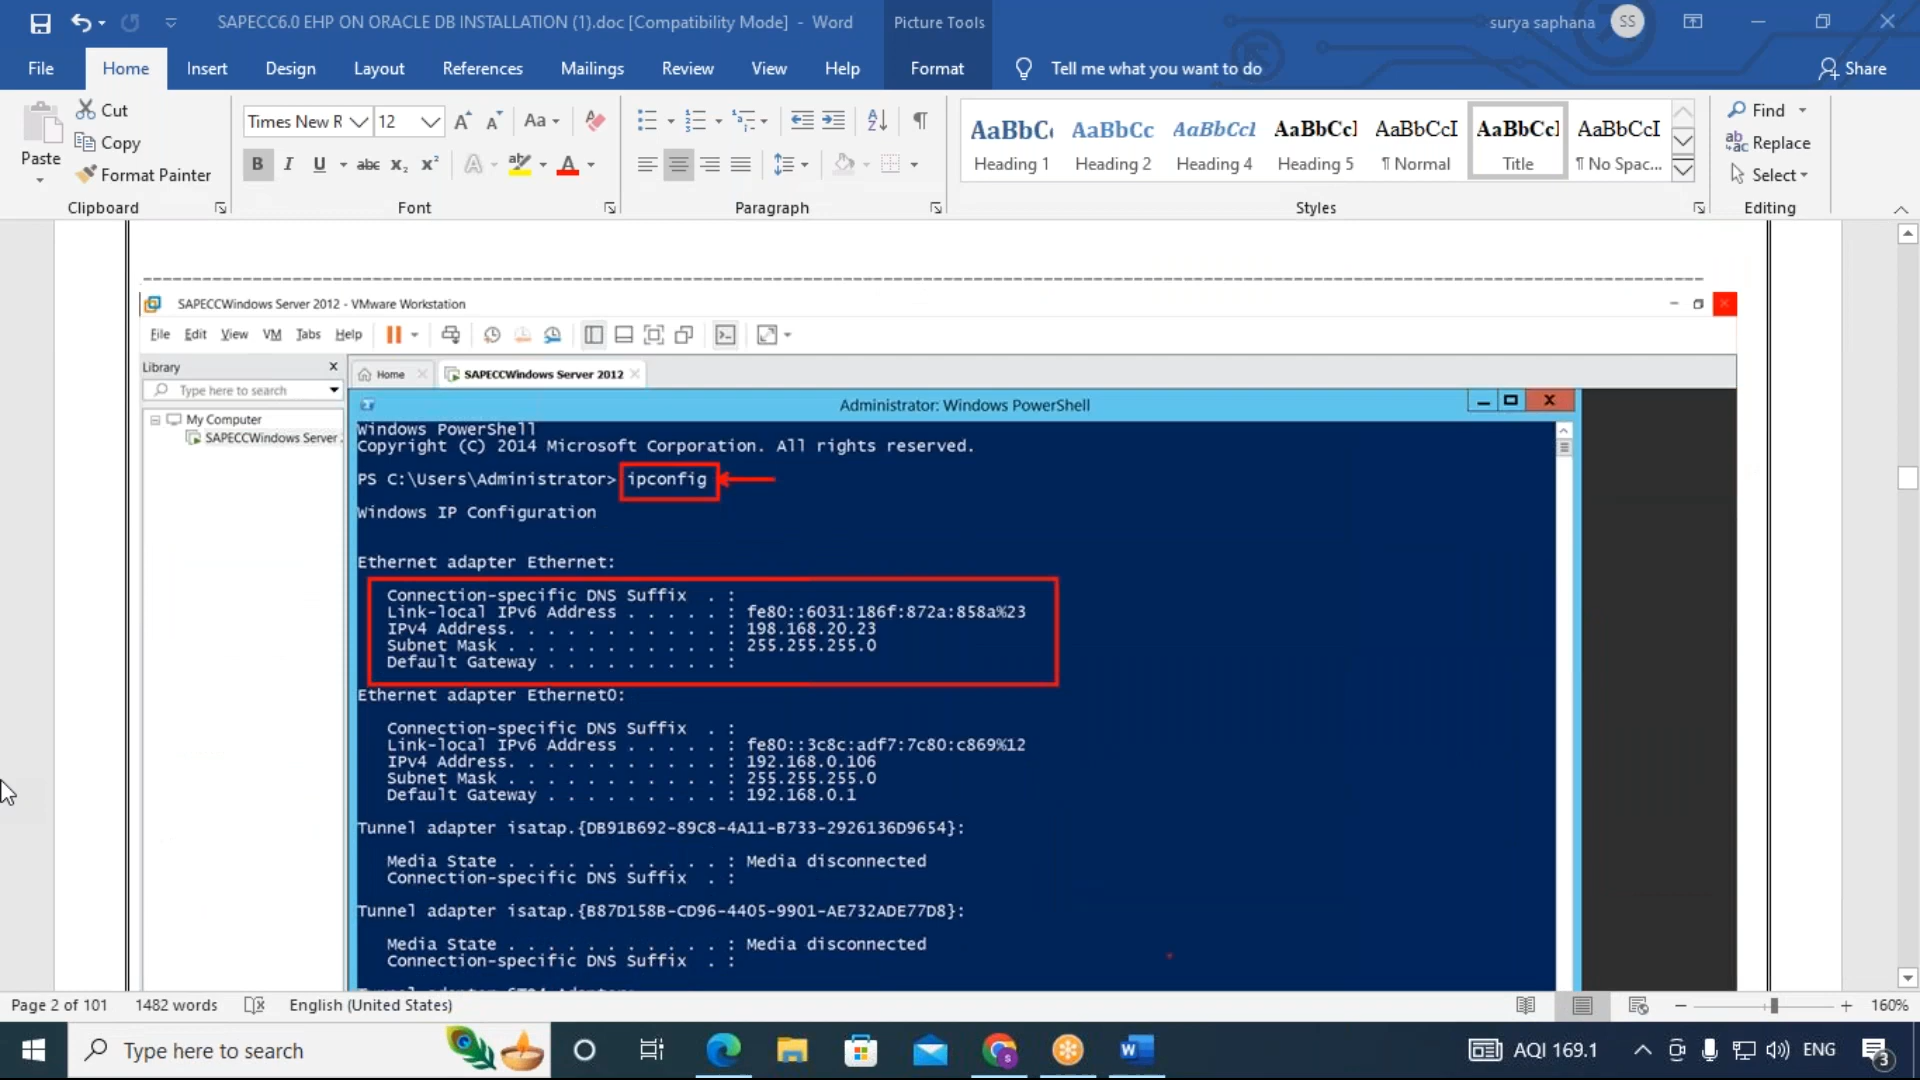 SAPECC6.0 EHP ON ORACLE DB INSTALLATION (1).doc [Compatibility Mode] - Word
Picture Tools
surya saphana
SS
File
Home
Insert
Design
Layout
References
Mailings
Review
View
Help
Format
Tell me what you want to do
Share
Paste
Cut
Copy
Format Painter
Clipboard
Times New R
12
Aa
B I U abc x₂ x²
A
Font
Paragraph
AaBbC(
Heading 1
AaBbCc
Heading 2
AaBbCcl
Heading 4
AaBbCcI
Heading 5
AaBbCcI
¶ Normal
AaBbCcI
Title
AaBbCcI
¶ No Spac...
Styles
Find
Replace
Select
Editing
SAPECCWindows Server 2012 - VMware Workstation
File Edit View VM Tabs Help
Library
Type here to search
My Computer
SAPECCWindows Server
Home
SAPECCWindows Server 2012
Administrator: Windows PowerShell
Windows PowerShell
Copyright (C) 2014 Microsoft Corporation. All rights reserved.
PS C:\Users\Administrator> ipconfig
Windows IP Configuration
Ethernet adapter Ethernet:
Connection-specific DNS Suffix . :
Link-local IPv6 Address . . . . . : fe80::6031:186f:872a:858a%23
IPv4 Address. . . . . . . . . . . : 198.168.20.23
Subnet Mask . . . . . . . . . . . : 255.255.255.0
Default Gateway . . . . . . . . . :
Ethernet adapter Ethernet0:
Connection-specific DNS Suffix . :
Link-local IPv6 Address . . . . . : fe80::3c8c:adf7:7c80:c869%12
IPv4 Address. . . . . . . . . . . : 192.168.0.106
Subnet Mask . . . . . . . . . . . : 255.255.255.0
Default Gateway . . . . . . . . . : 192.168.0.1
Tunnel adapter isatap.{DB91B692-89C8-4A11-B733-2926136D9654}:
Media State . . . . . . . . . . . : Media disconnected
Connection-specific DNS Suffix . :
Tunnel adapter isatap.{B87D158B-CD96-4405-9901-AE732ADE77D8}:
Media State . . . . . . . . . . . : Media disconnected
Connection-specific DNS Suffix . :
Page 2 of 101
1482 words
English (United States)
160%
Type here to search
AQI 169.1
ENG
3